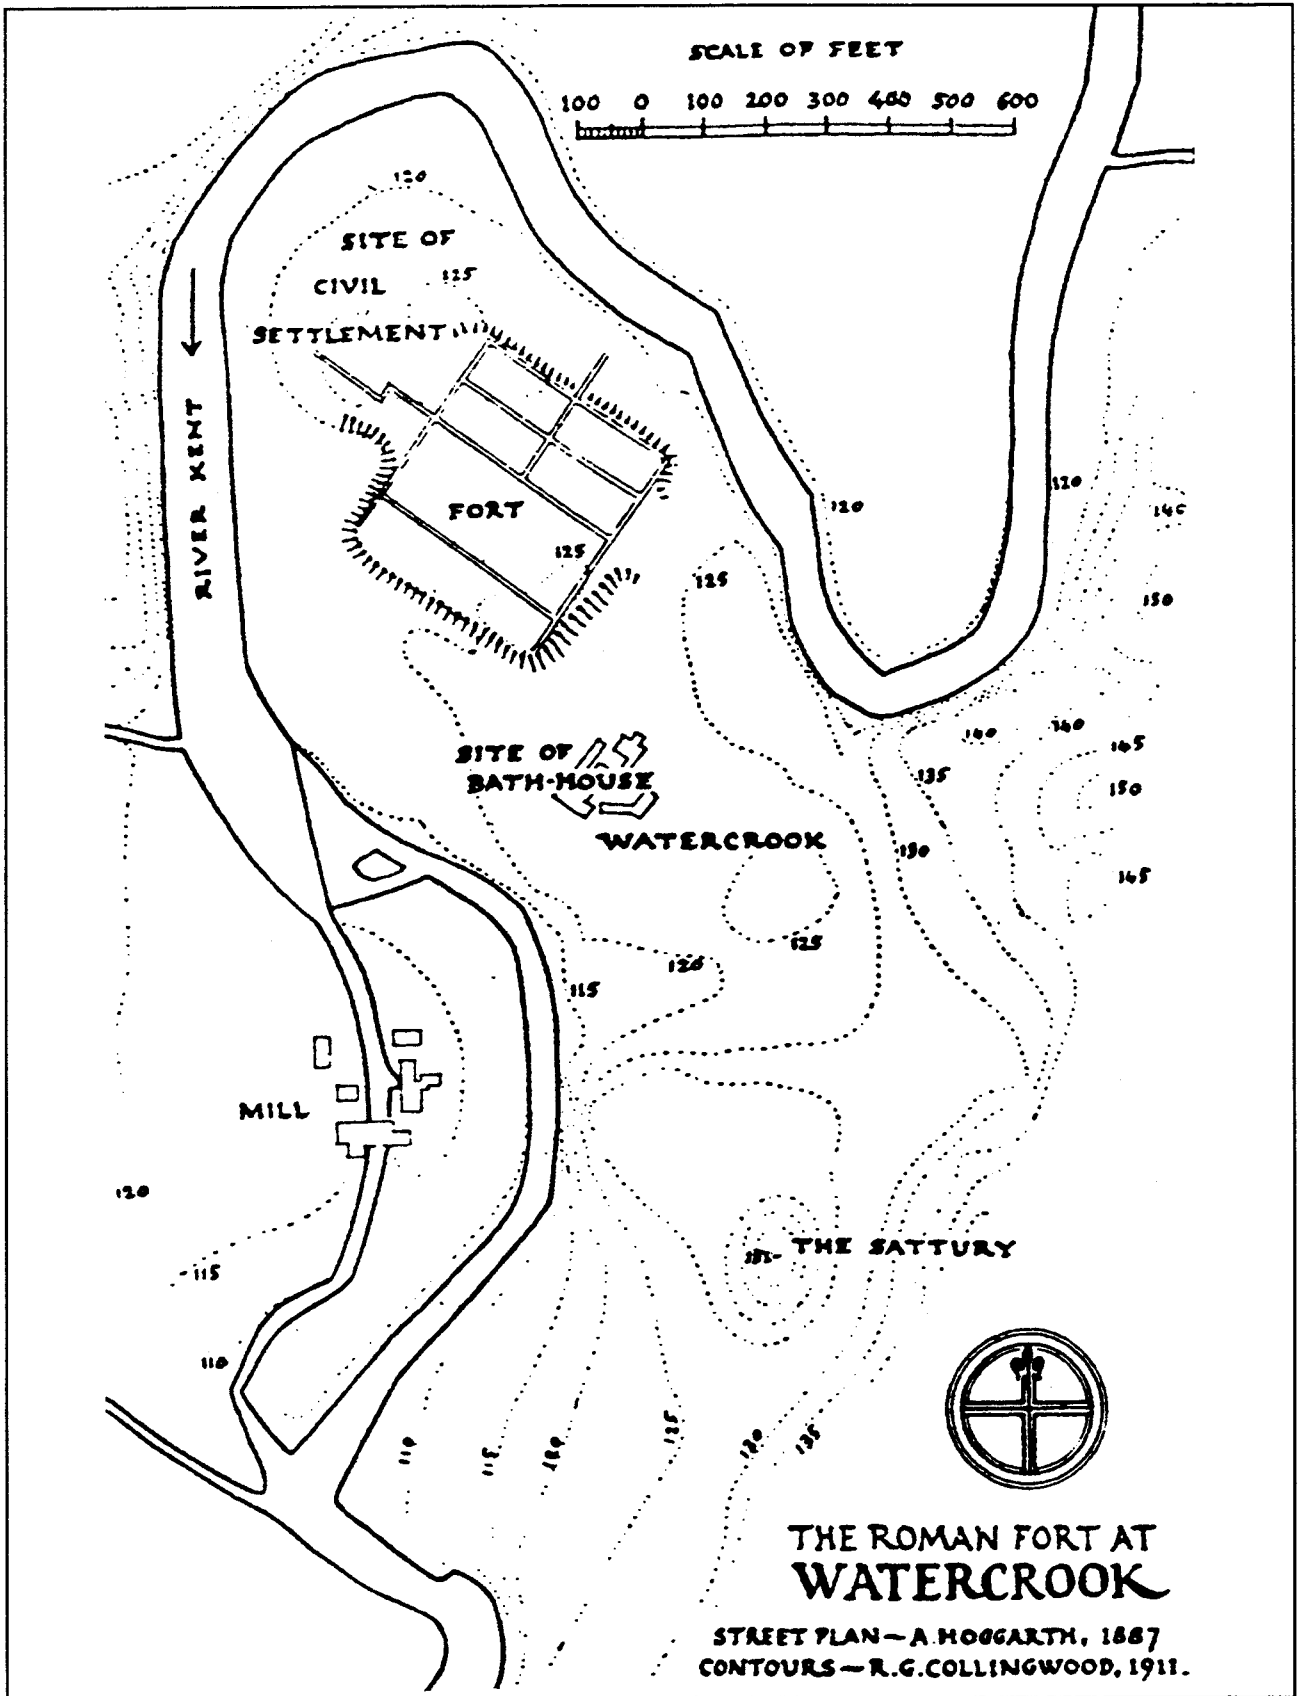 SCALE OF FEET
100 0 100 200 300 400 500 600
120
SITE OF
125
CIVIL
SETTLEMENT
RIVER KENT
FORT
125
120
120
140
125
150
SITE OF
BATH-HOUSE
WATERCROOK
140
140
145
135
150
130
145
125
120
115
MILL
120
THE SATTURY
115
110
110
115
120
125
130
135
THE ROMAN FORT AT
WATERCROOK
STREET PLAN—A. HOGGARTH, 1887
CONTOURS—R.G. COLLINGWOOD, 1911.